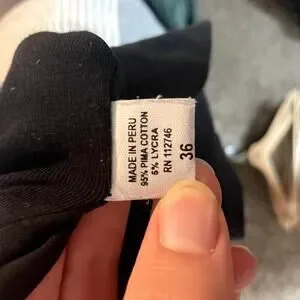 MADE IN PERU
95% PIMA COTTON
5% LYCRA
RN 112746
36